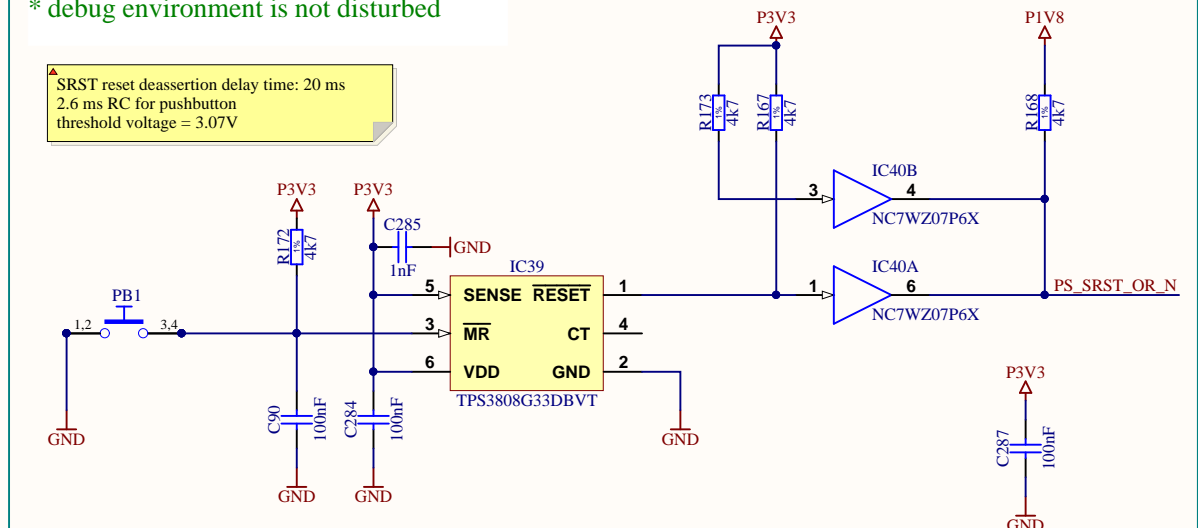 * debug environment is not disturbed
SRST reset deassertion delay time: 20 ms
2.6 ms RC for pushbutton
threshold voltage = 3.07V
P3V3
P1V8
R173
1%
4k7
R167
1%
4k7
R168
1%
4k7
IC40B
3
4
NC7WZ07P6X
P3V3
P3V3
R172
1%
4k7
C285
1nF
GND
IC39
IC40A
PB1
1,2
3,4
5
SENSE
RESET
1
1
6
PS_SRST_OR_N
NC7WZ07P6X
3
MR
CT
4
6
VDD
GND
2
TPS3808G33DBVT
P3V3
C90
100nF
C284
100nF
C287
100nF
GND
GND
GND
GND
GND